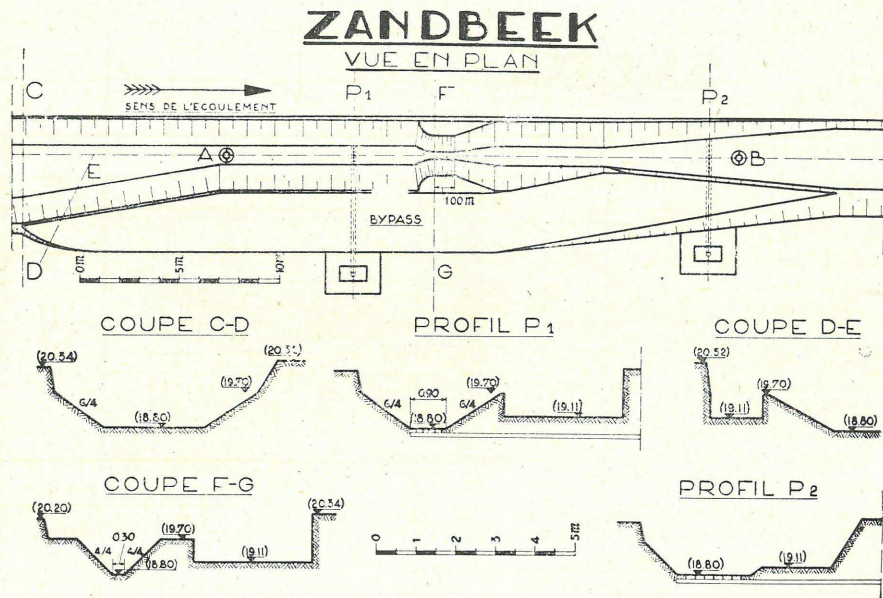 ZANDBEEK
VUE EN PLAN
C
SENS DE L'ECOULEMENT
P1
F
P2
A
E
B
100m
BYPASS
D
0m 5m 10m
G
COUPE C-D
(20.54)
(19.70)
6/4
(18.80)
PROFIL P1
0.90
(19.70)
6/4 6/4
(18.80)
(19.11)
COUPE D-E
(20.52)
(19.70)
(19.11)
(18.80)
COUPE F-G
(20.20)
0.30
(19.70)
4/4 4/4
(18.80)
(19.11)
(20.54)
0 1 2 3 4 5m
PROFIL P2
(18.80)
(19.11)